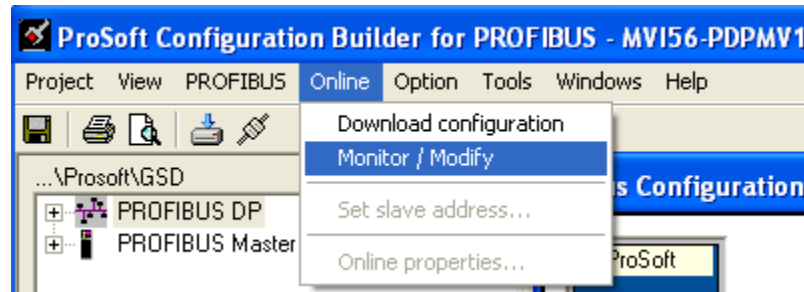 ProSoft Configuration Builder for PROFIBUS - MVI56-PDPMV1
Project View PROFIBUS Online Option Tools Windows Help
Download configuration
Monitor / Modify
Set slave address...
Online properties...
...\Prosoft\GSD
PROFIBUS DP
PROFIBUS Master
s Configuration
ProSoft